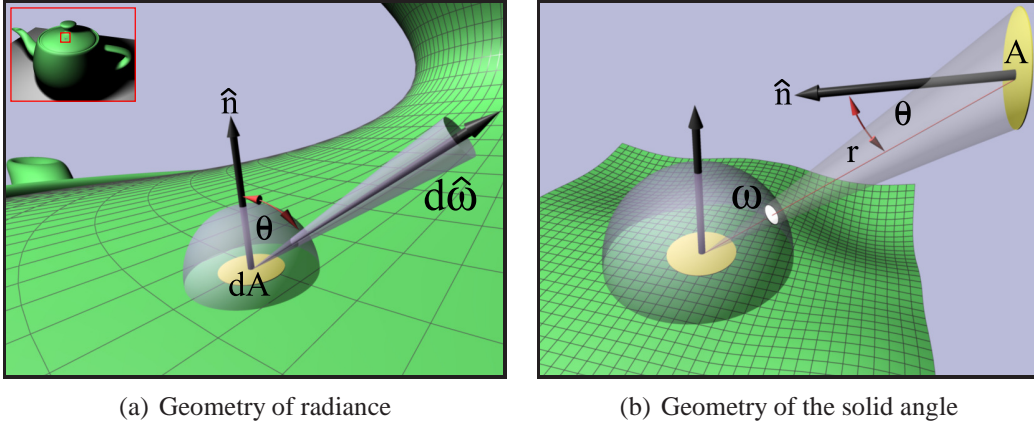 n̂
θ
dω̂
dA
A
n̂
θ
r
ω
(a) Geometry of radiance
(b) Geometry of the solid angle